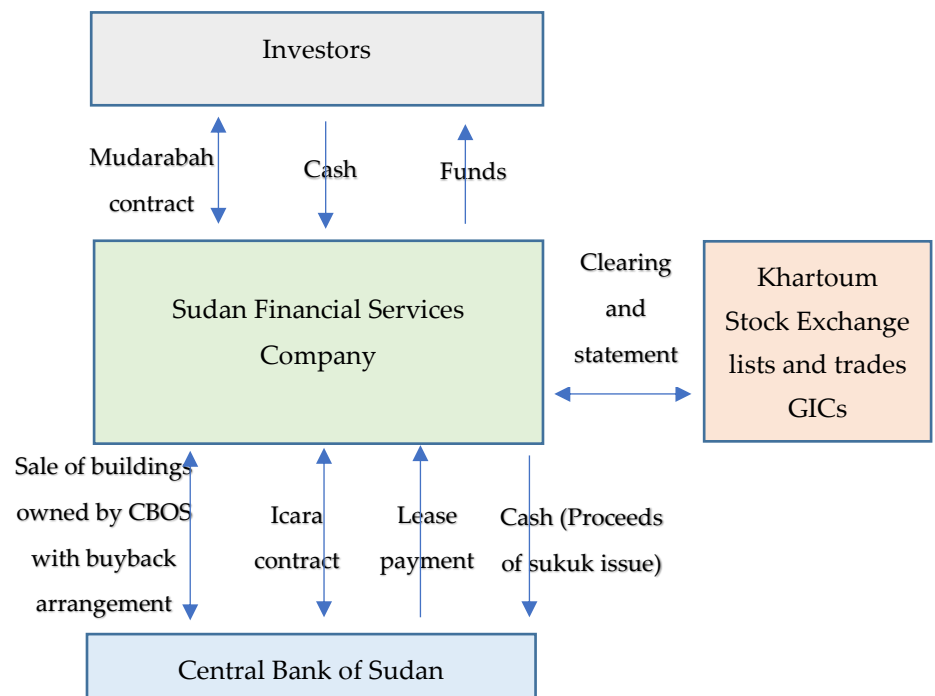 Investors
Mudarabah
contract
Cash
Funds
Sudan Financial Services
Company
Clearing
and
statement
Khartoum
Stock Exchange
lists and trades
GICs
Sale of buildings
owned by CBOS
with buyback
arrangement
Icara
contract
Lease
payment
Cash (Proceeds
of sukuk issue)
Central Bank of Sudan